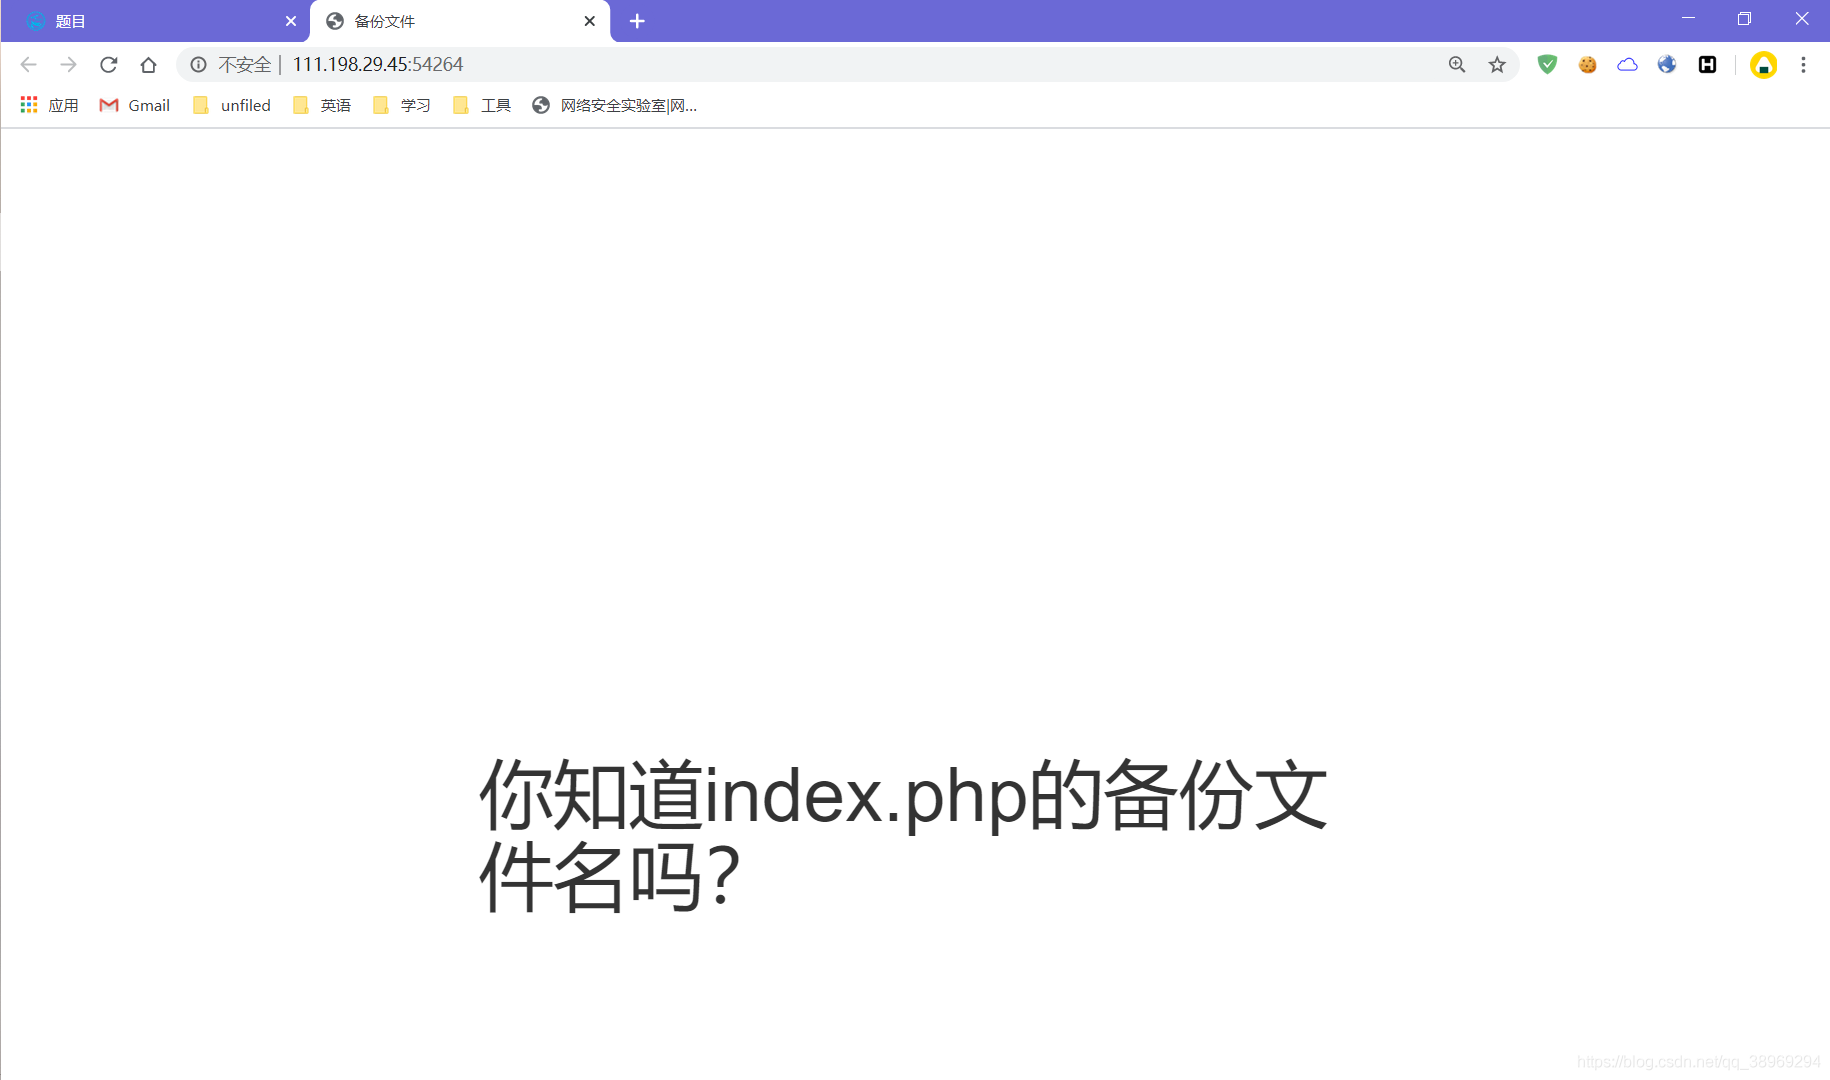 题目
备份文件
不安全 | 111.198.29.45:54264
应用
Gmail
unfiled
英语
学习
工具
网络安全实验室|网...
你知道index.php的备份文
件名吗？
https://blog.csdn.net/qq_38969294